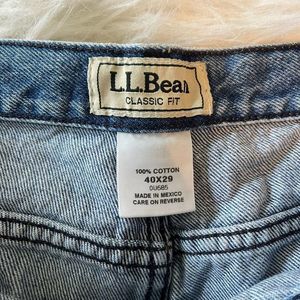 L.L.Bean
CLASSIC FIT
100% COTTON
40X29
0U585
MADE IN MEXICO
CARE ON REVERSE